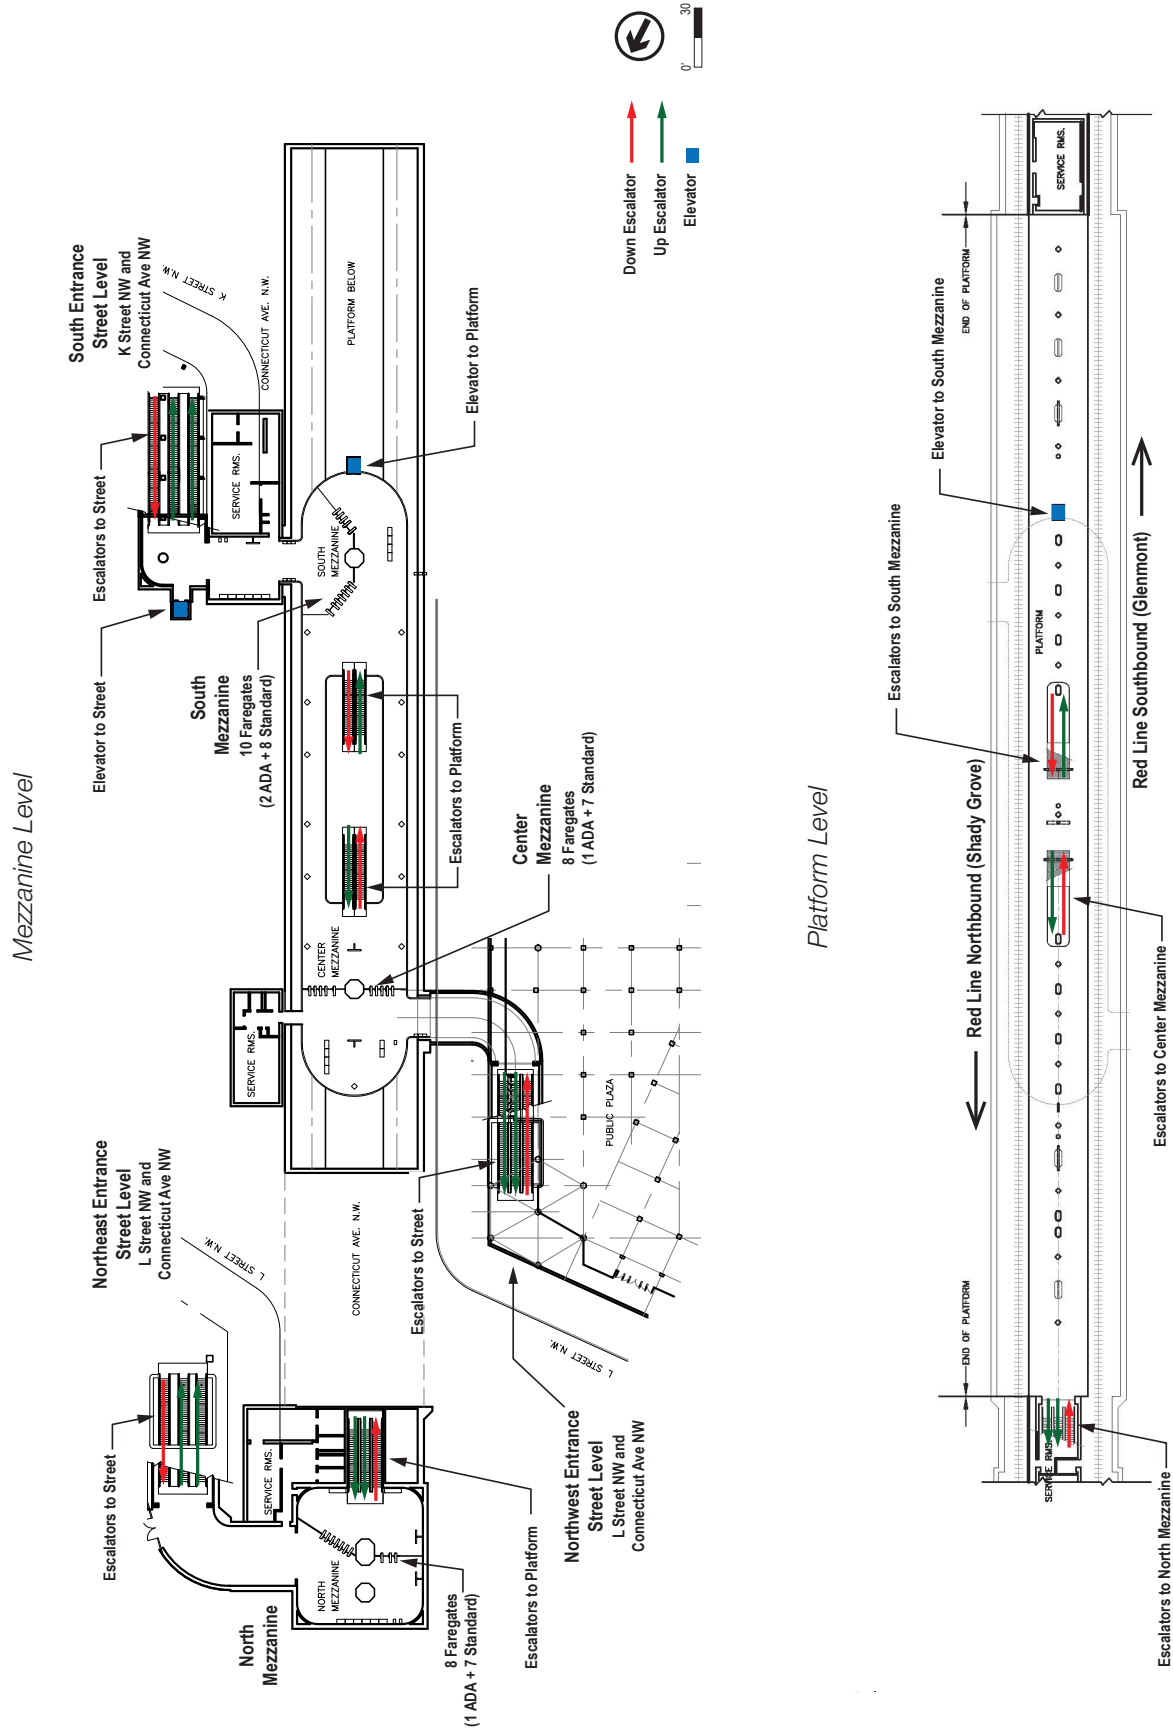 Mezzanine Level
South Entrance
Street Level
K Street NW and
Connecticut Ave NW
K STREET N.W.
CONNECTICUT AVE. N.W.
Escalators to Street
SERVICE RMS.
Elevator to Street
PLATFORM BELOW
SOUTH
MEZZANINE
Elevator to Platform
South
Mezzanine
10 Faregates
(2 ADA + 8 Standard)
Escalators to Platform
Center
Mezzanine
8 Faregates
(1 ADA + 7 Standard)
CENTER
MEZZANINE
SERVICE RMS.
PUBLIC PLAZA
Northeast Entrance
Street Level
L Street NW and
Connecticut Ave NW
L STREET N.W.
CONNECTICUT AVE. N.W.
Escalators to Street
L STREET N.W.
Northwest Entrance
Street Level
L Street NW and
Connecticut Ave NW
Escalators to Street
SERVICE RMS.
NORTH
MEZZANINE
North
Mezzanine
8 Faregates
(1 ADA + 7 Standard)
Escalators to Platform
Down Escalator
Up Escalator
Elevator
0'
30
Platform Level
SERVICE RMS.
END OF PLATFORM
Elevator to South Mezzanine
Escalators to South Mezzanine
PLATFORM
Red Line Southbound (Glenmont)
Red Line Northbound (Shady Grove)
Escalators to Center Mezzanine
END OF PLATFORM
SERVICE RMS.
Escalators to North Mezzanine